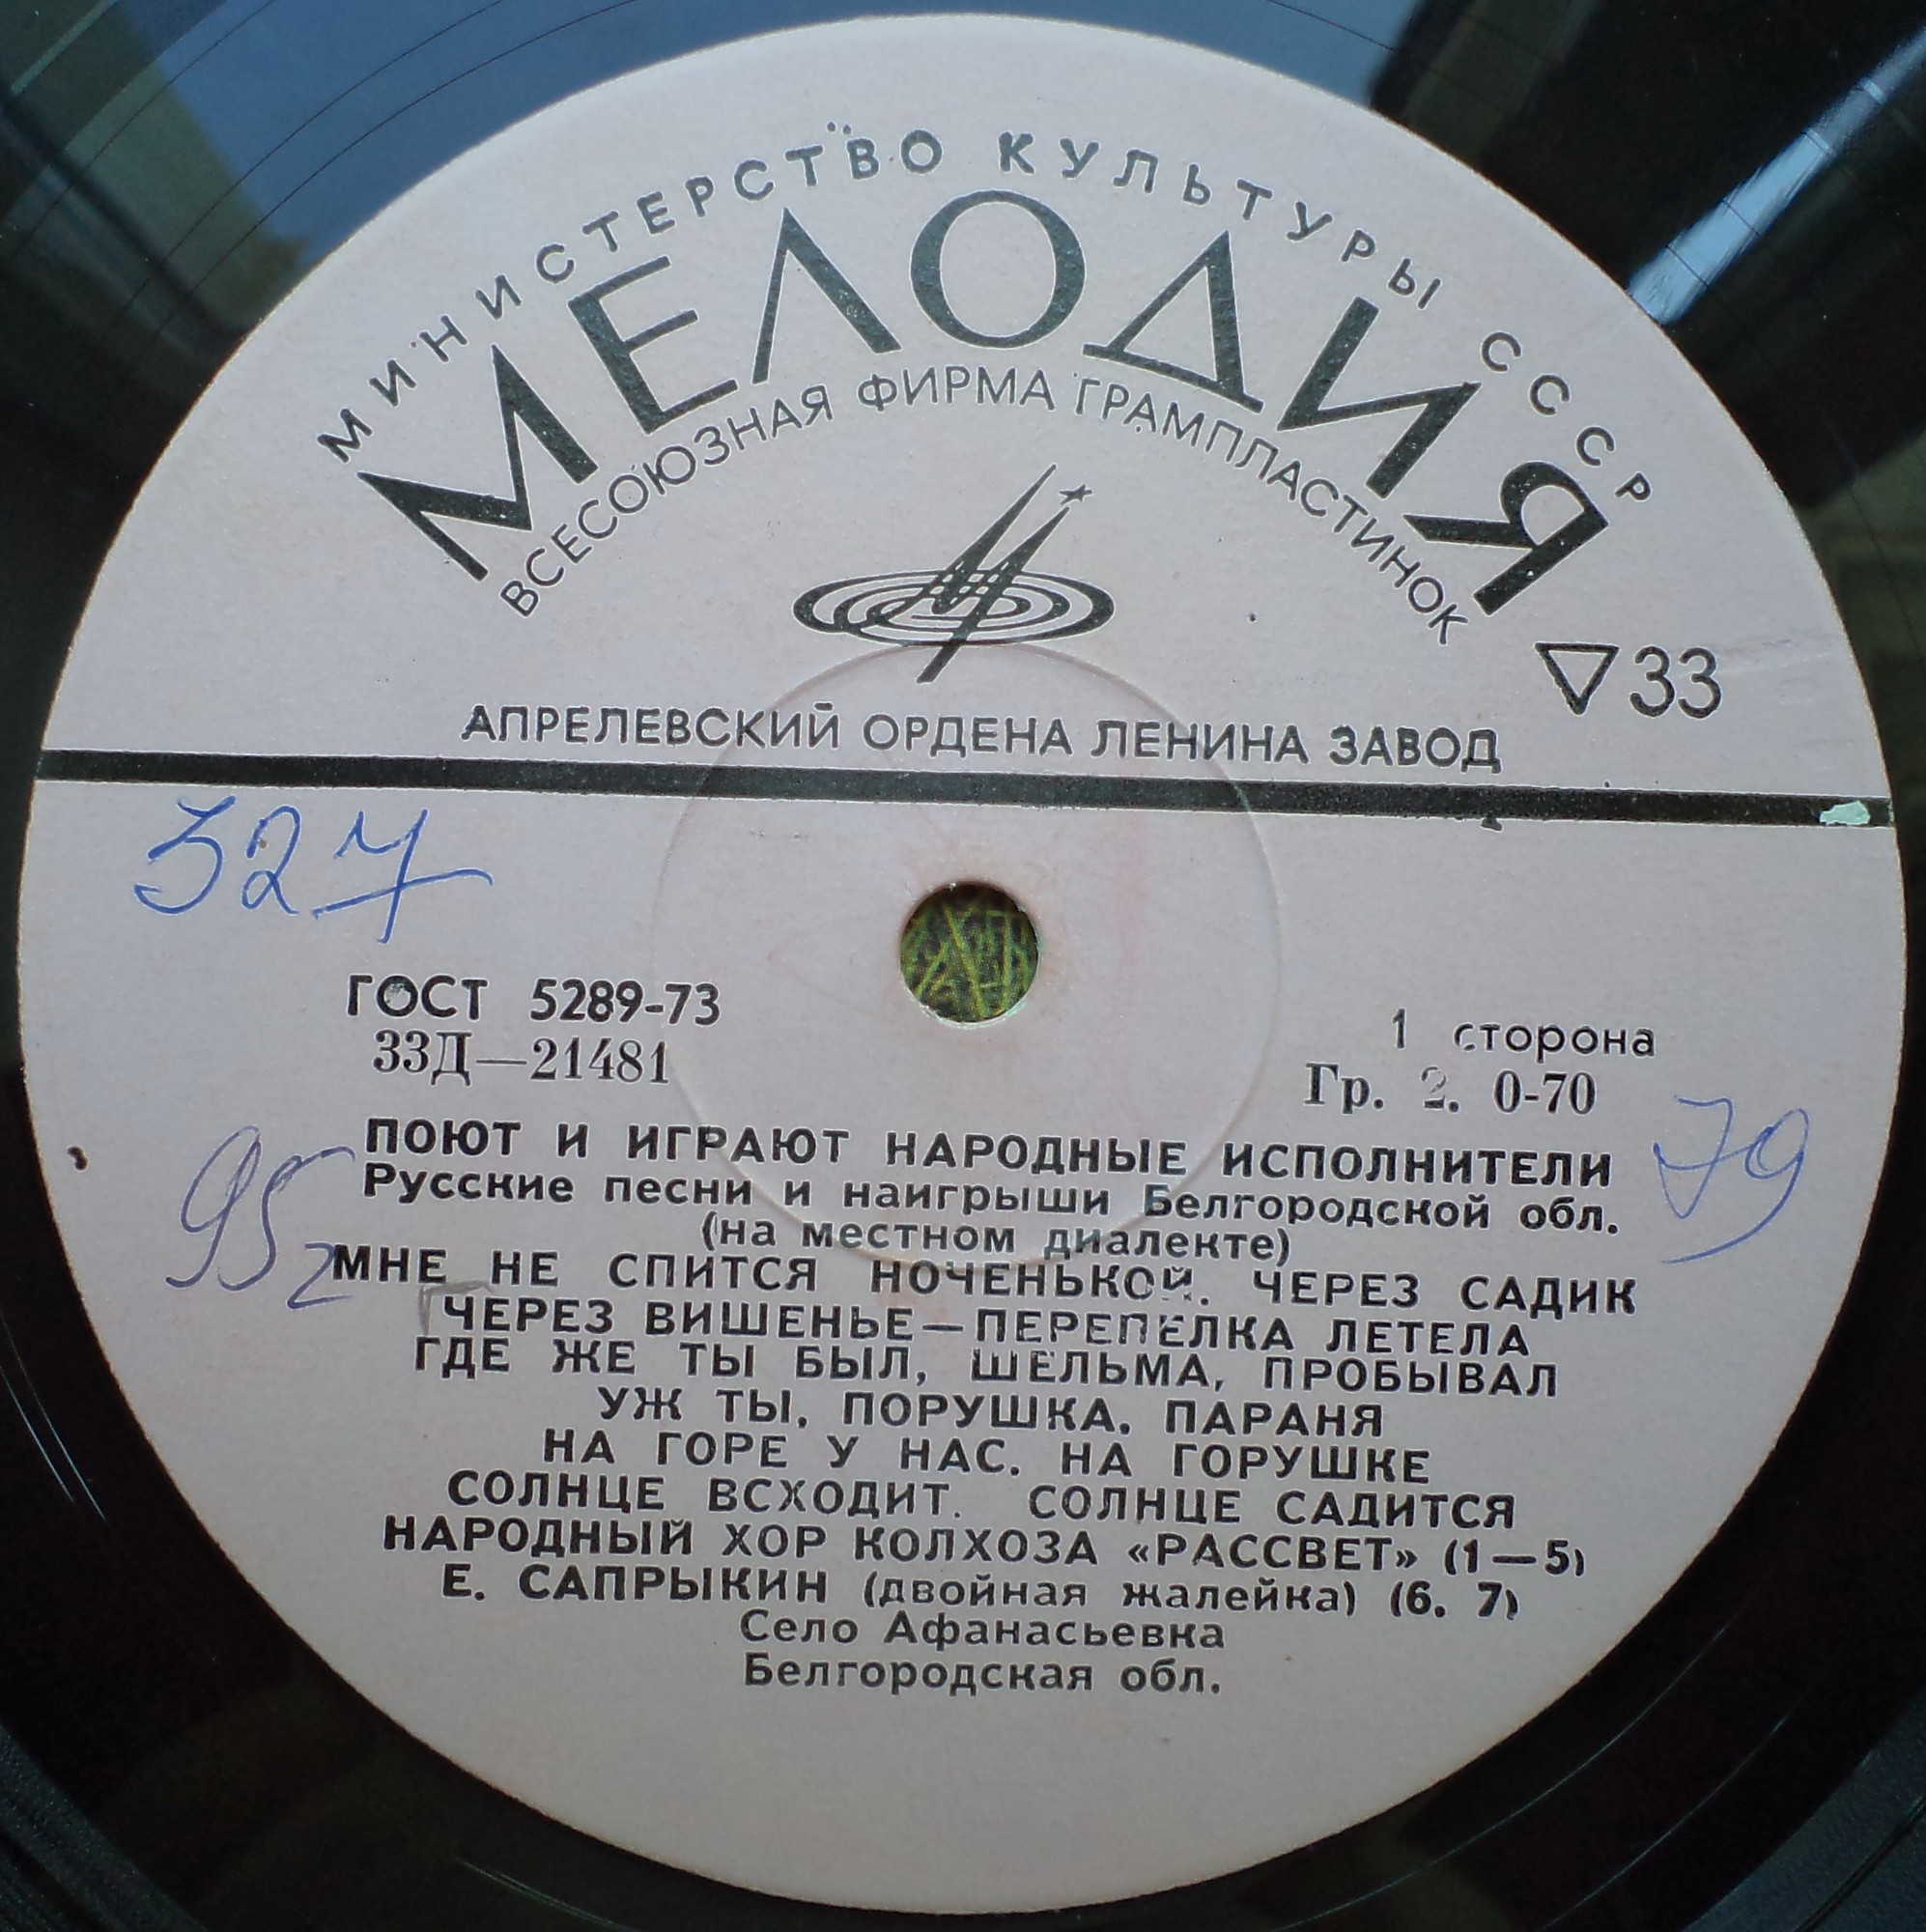 МИНИСТЕРСТВО КУЛЬТУРЫ СССР
МЕЛОДИЯ
ВСЕСОЮЗНАЯ ФИРМА ГРАМПЛАСТИНОК
33
АПРЕЛЕВСКИЙ ОРДЕНА ЛЕНИНА ЗАВОД
327
ГОСТ 5289-73
1 сторона
33Д—21481
Гр. 2. 0-70
79
95
2
ПОЮТ И ИГРАЮТ НАРОДНЫЕ ИСПОЛНИТЕЛИ
Русские песни и наигрыши Белгородской обл.
(на местном диалекте)
МНЕ НЕ СПИТСЯ НОЧЕНЬКОЙ. ЧЕРЕЗ САДИК
ЧЕРЕЗ ВИШЕНЬЕ—ПЕРЕПЕЛКА ЛЕТЕЛА
ГДЕ ЖЕ ТЫ БЫЛ, ШЕЛЬМА, ПРОБЫВАЛ
УЖ ТЫ, ПОРУШКА, ПАРАНЯ
НА ГОРЕ У НАС, НА ГОРУШКЕ
СОЛНЦЕ ВСХОДИТ. СОЛНЦЕ САДИТСЯ
НАРОДНЫЙ ХОР КОЛХОЗА «РАССВЕТ» (1—5)
Е. САПРЫКИН (двойная жалейка) (6, 7)
Село Афанасьевка
Белгородская обл.